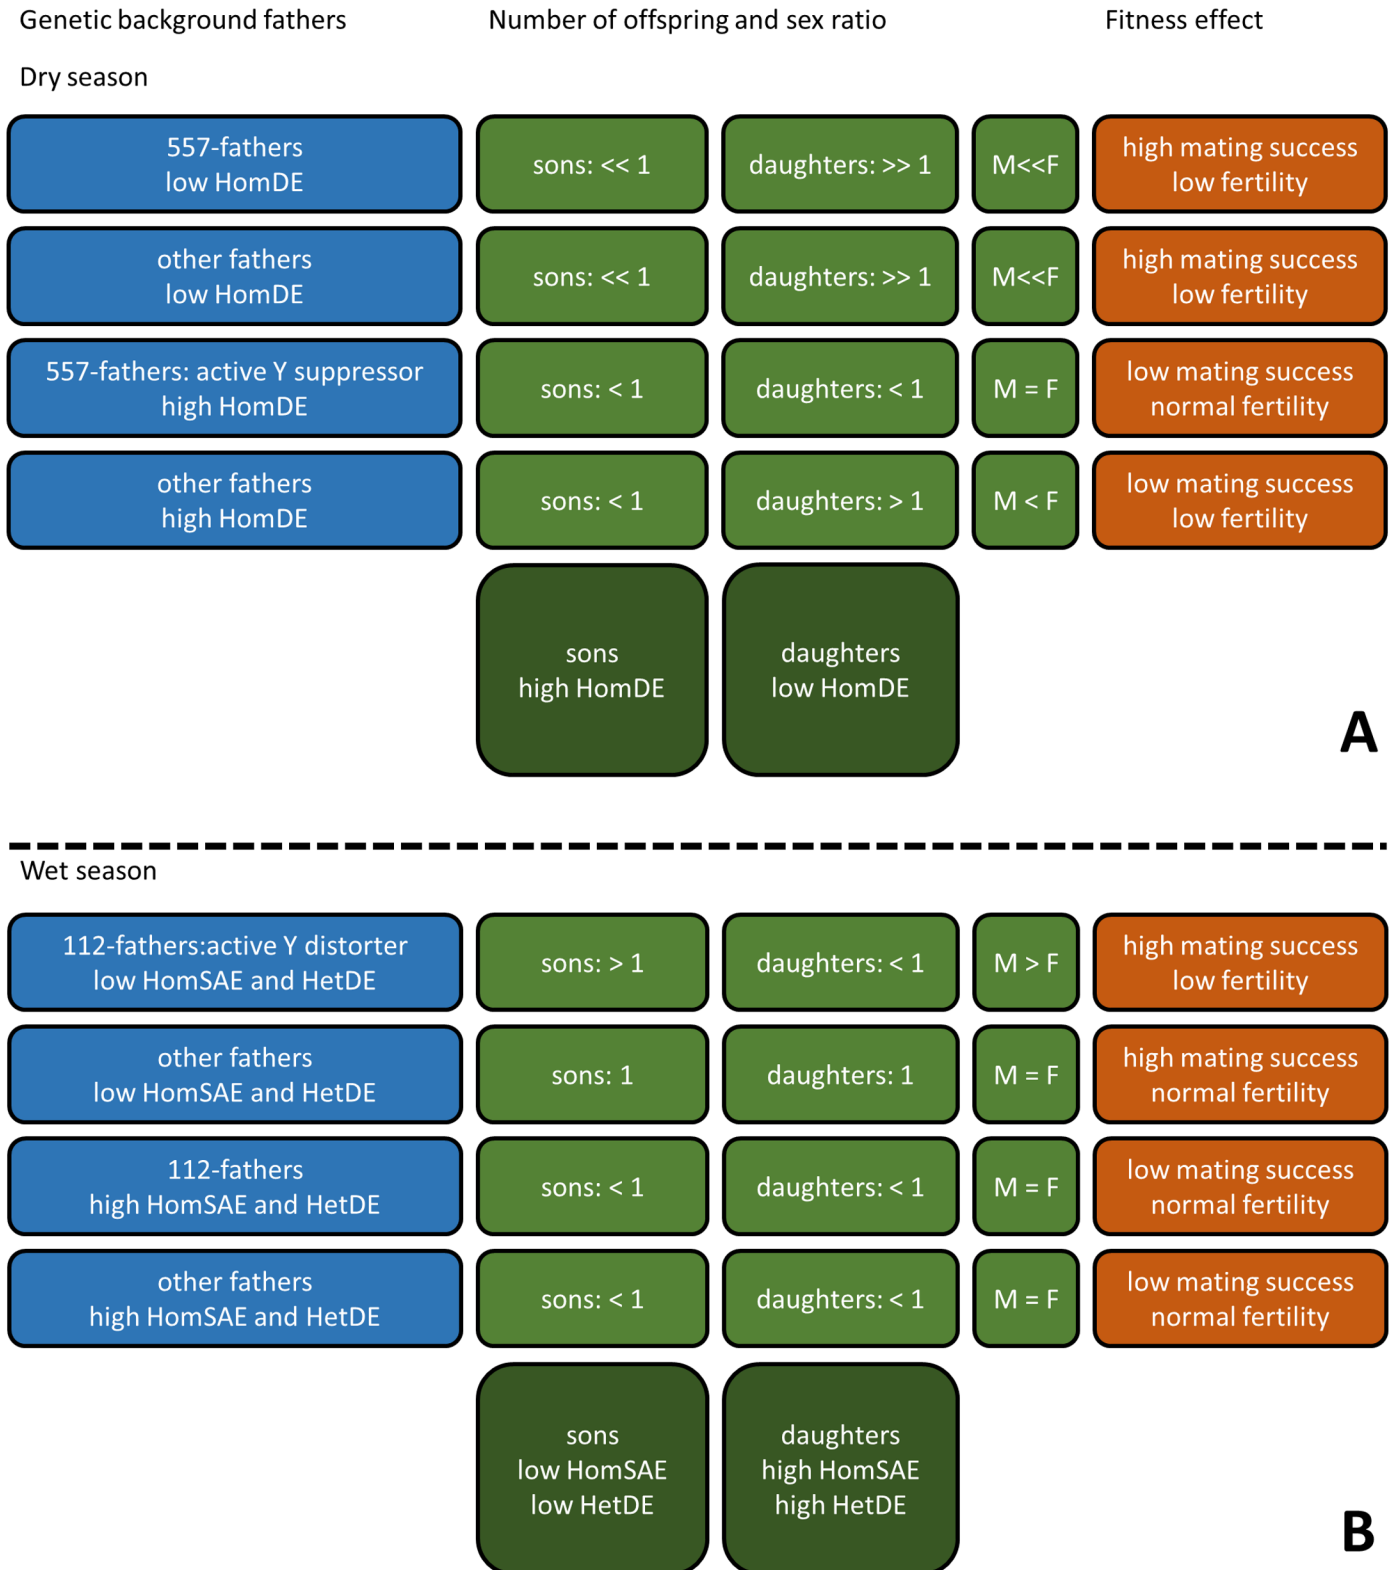 Genetic background fathers
Number of offspring and sex ratio
Fitness effect
Dry season
557-fathers
low HomDE
sons: << 1
daughters: >> 1
M<<F
high mating success
low fertility
other fathers
low HomDE
sons: << 1
daughters: >> 1
M<<F
high mating success
low fertility
557-fathers: active Y suppressor
high HomDE
sons: < 1
daughters: < 1
M = F
low mating success
normal fertility
other fathers
high HomDE
sons: < 1
daughters: > 1
M < F
low mating success
low fertility
sons
high HomDE
daughters
low HomDE
A
Wet season
112-fathers:active Y distorter
low HomSAE and HetDE
sons: > 1
daughters: < 1
M > F
high mating success
low fertility
other fathers
low HomSAE and HetDE
sons: 1
daughters: 1
M = F
high mating success
normal fertility
112-fathers
high HomSAE and HetDE
sons: < 1
daughters: < 1
M = F
low mating success
normal fertility
other fathers
high HomSAE and HetDE
sons: < 1
daughters: < 1
M = F
low mating success
normal fertility
sons
low HomSAE
low HetDE
daughters
high HomSAE
high HetDE
B